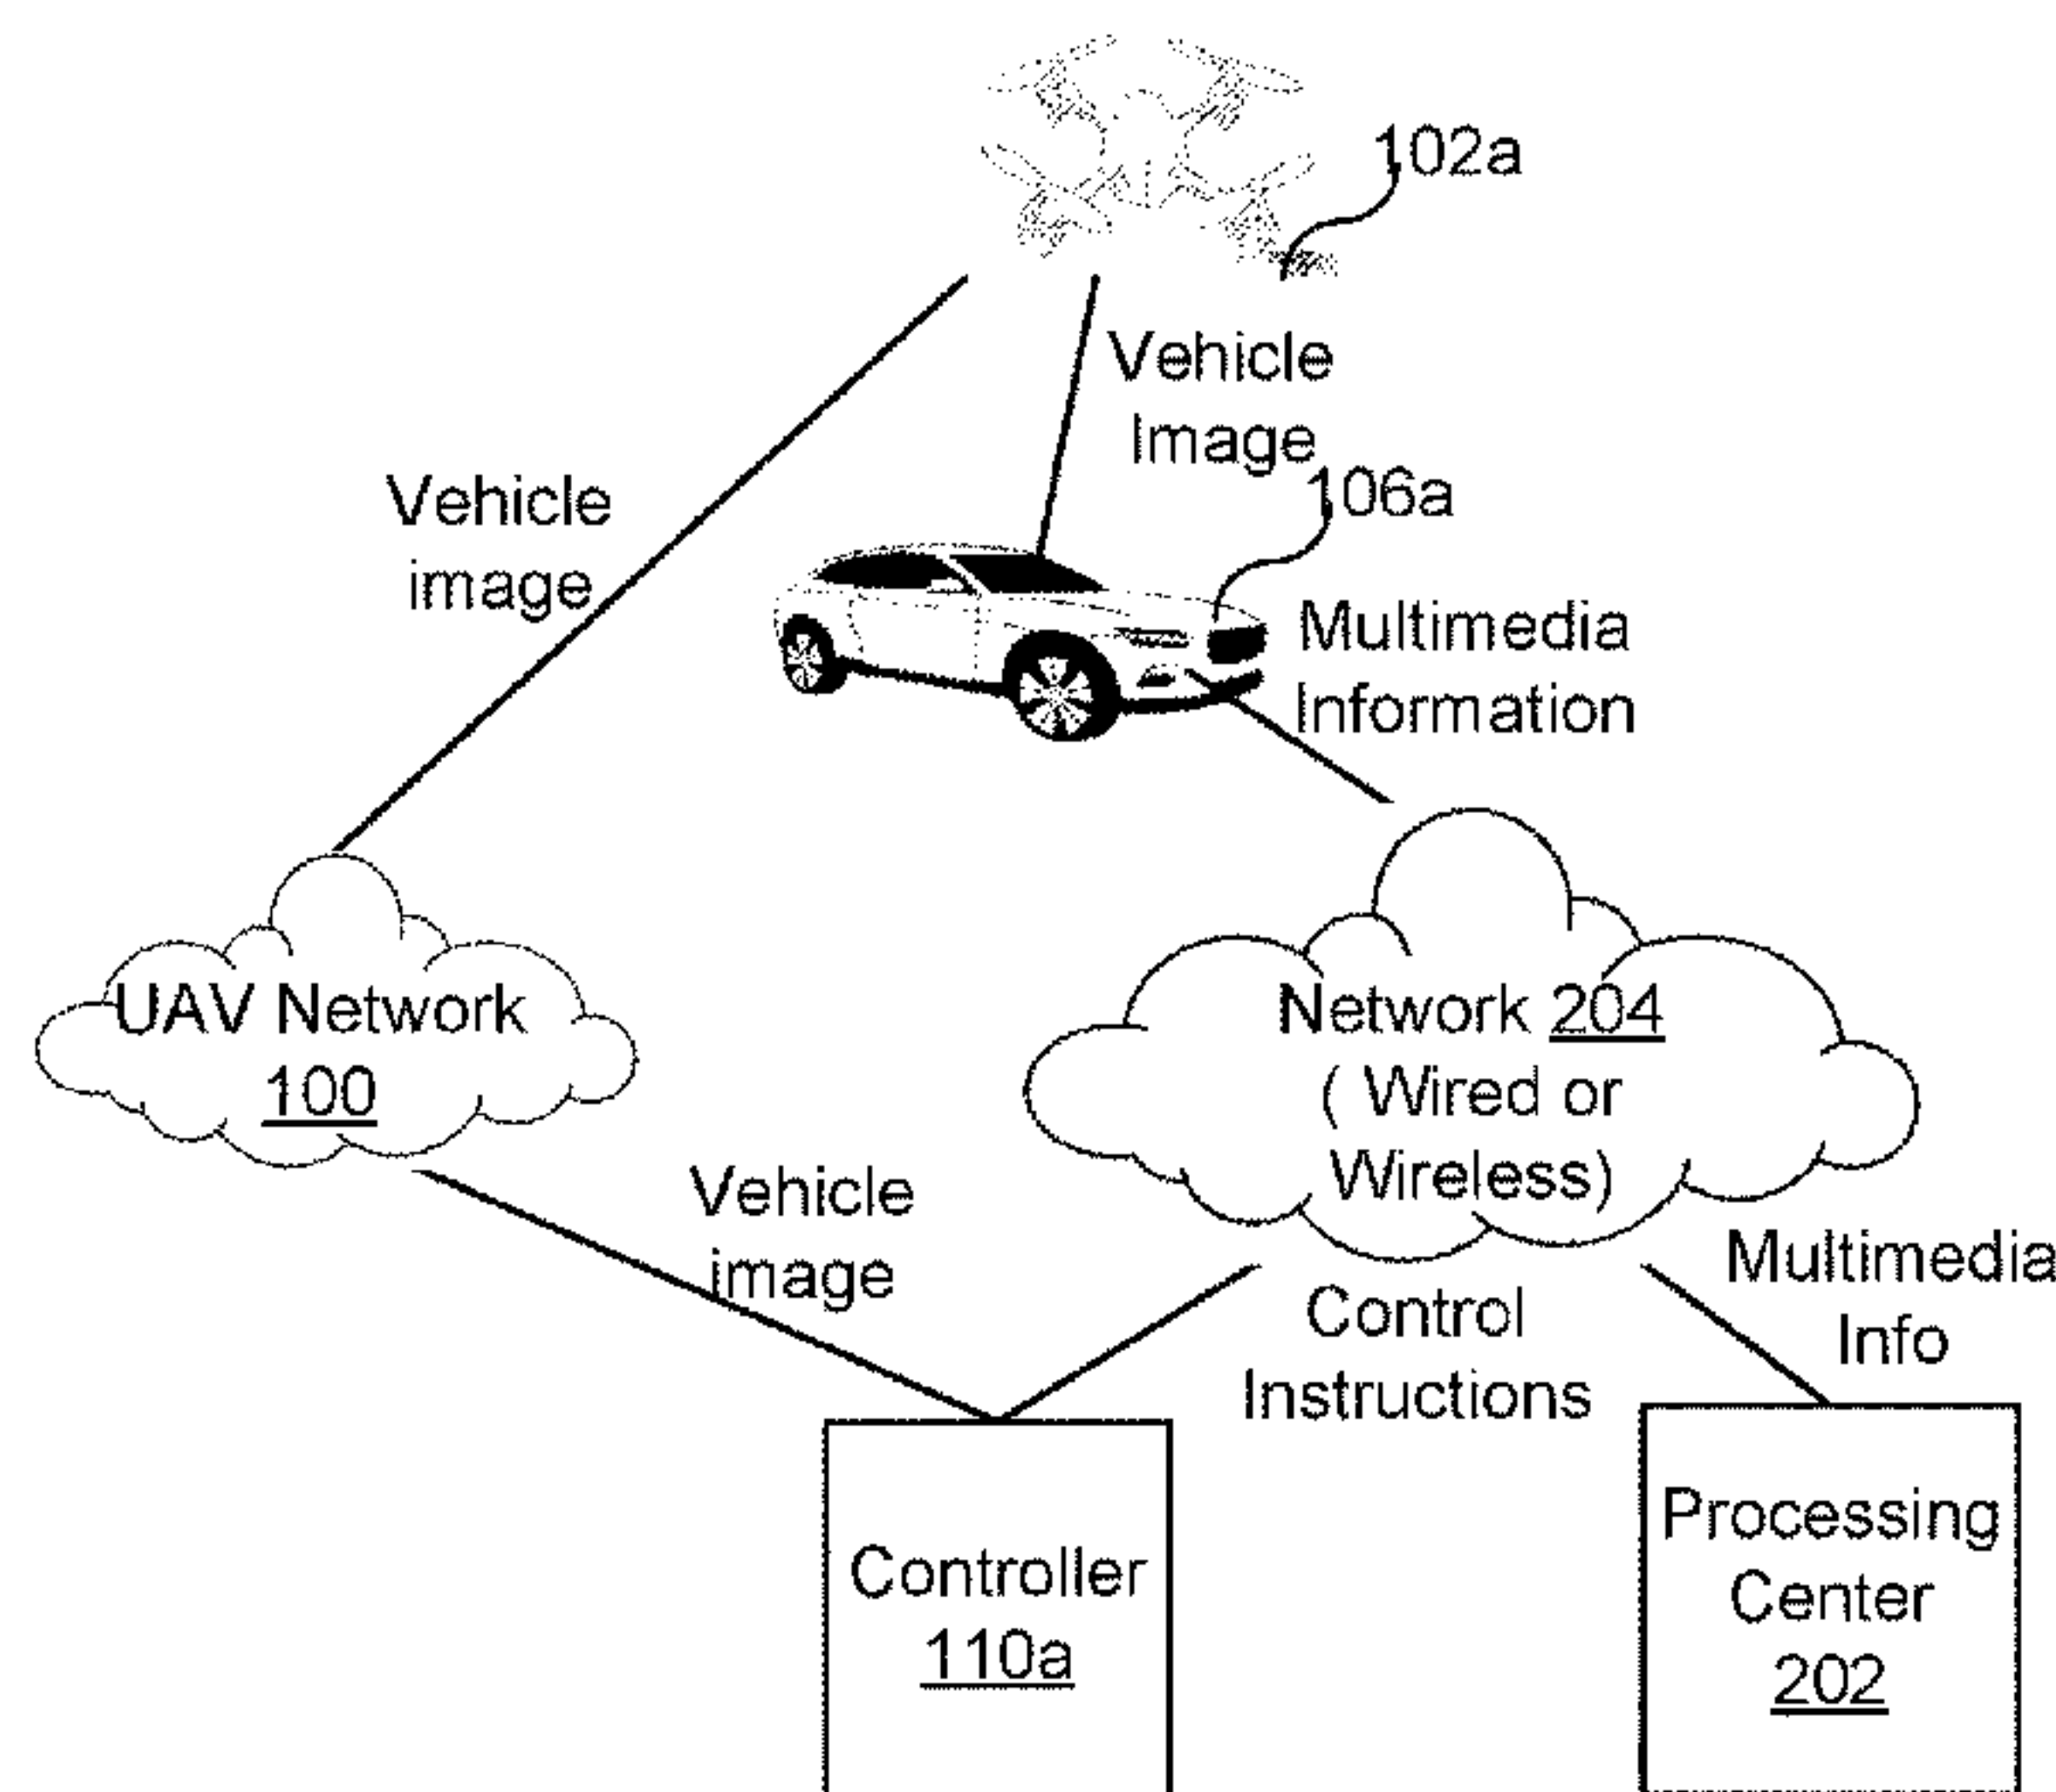 102a
Vehicle
Image
106a
Vehicle
image
Multimedia
Information
UAV Network
100
Network 204
( Wired or
Wireless)
Vehicle
image
Control
Instructions
Multimedia
Info
Controller
110a
Processing
Center
202